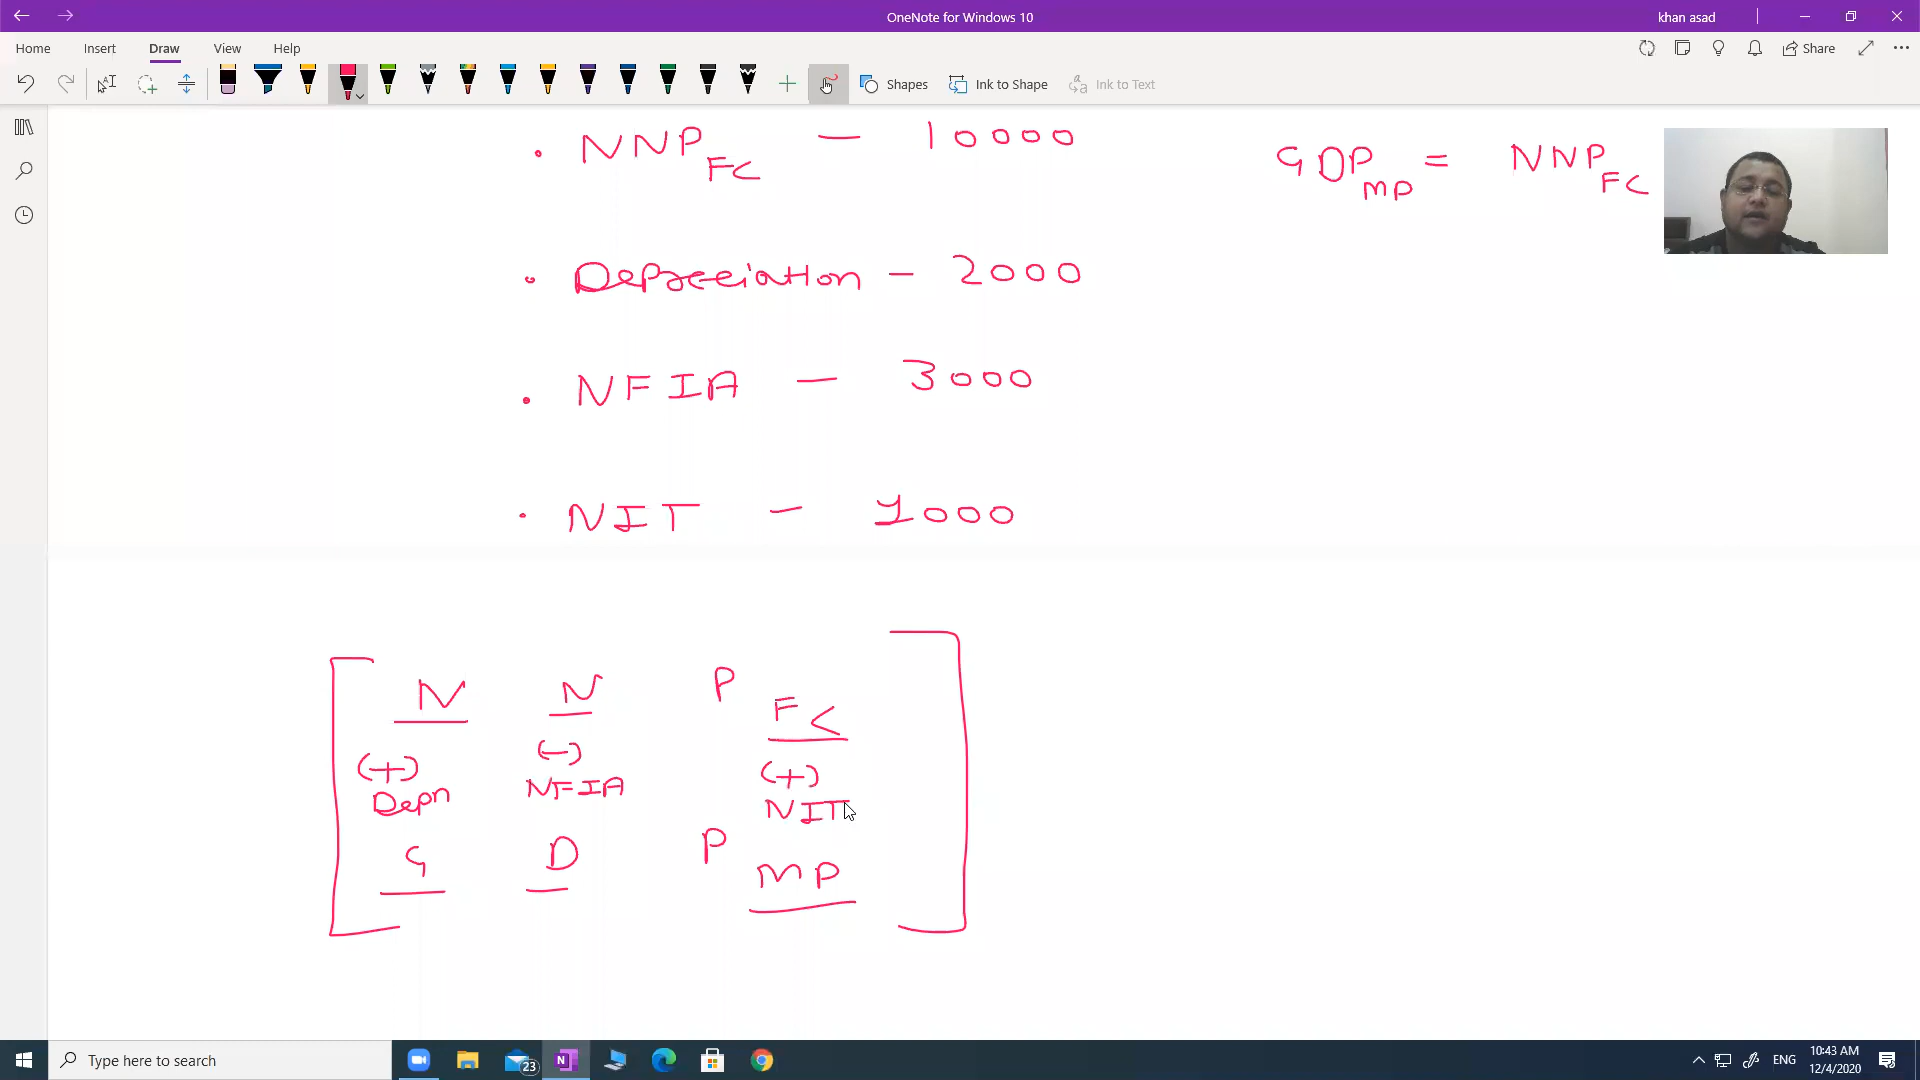 OneNote for Windows 10
khan asad
Home Insert Draw View Help
Share
Shapes Ink to Shape Ink to Text
. NNP FC — 10000
GDP MP = NNP FC
. Depreciation - 2000
. NFIA — 3000
. NIT - 1000
N N P FC
(+) (-) (+)
Depn NFIA NIT
G D P MP
Type here to search
23
ENG
10:43 AM
12/4/2020